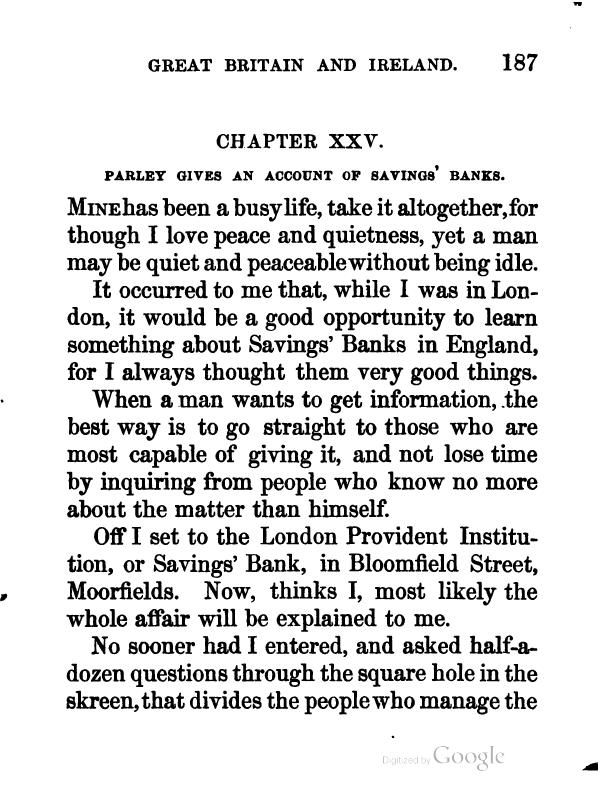 GREAT BRITAIN AND IRELAND. 187
CHAPTER XXV.
PARLEY GIVES AN ACCOUNT OF SAVINGS' BANKS.
MINE has been a busy life, take it altogether, for
though I love peace and quietness, yet a man
may be quiet and peaceable without being idle.
It occurred to me that, while I was in Lon-
don, it would be a good opportunity to learn
something about Savings' Banks in England,
for I always thought them very good things.
When a man wants to get information, .the
best way is to go straight to those who are
most capable of giving it, and not lose time
by inquiring from people who know no more
about the matter than himself.
Off I set to the London Provident Institu-
tion, or Savings' Bank, in Bloomfield Street,
Moorfields. Now, thinks I, most likely the
whole affair will be explained to me.
No sooner had I entered, and asked half-a-
dozen questions through the square hole in the
skreen, that divides the people who manage the
Digitized by Google